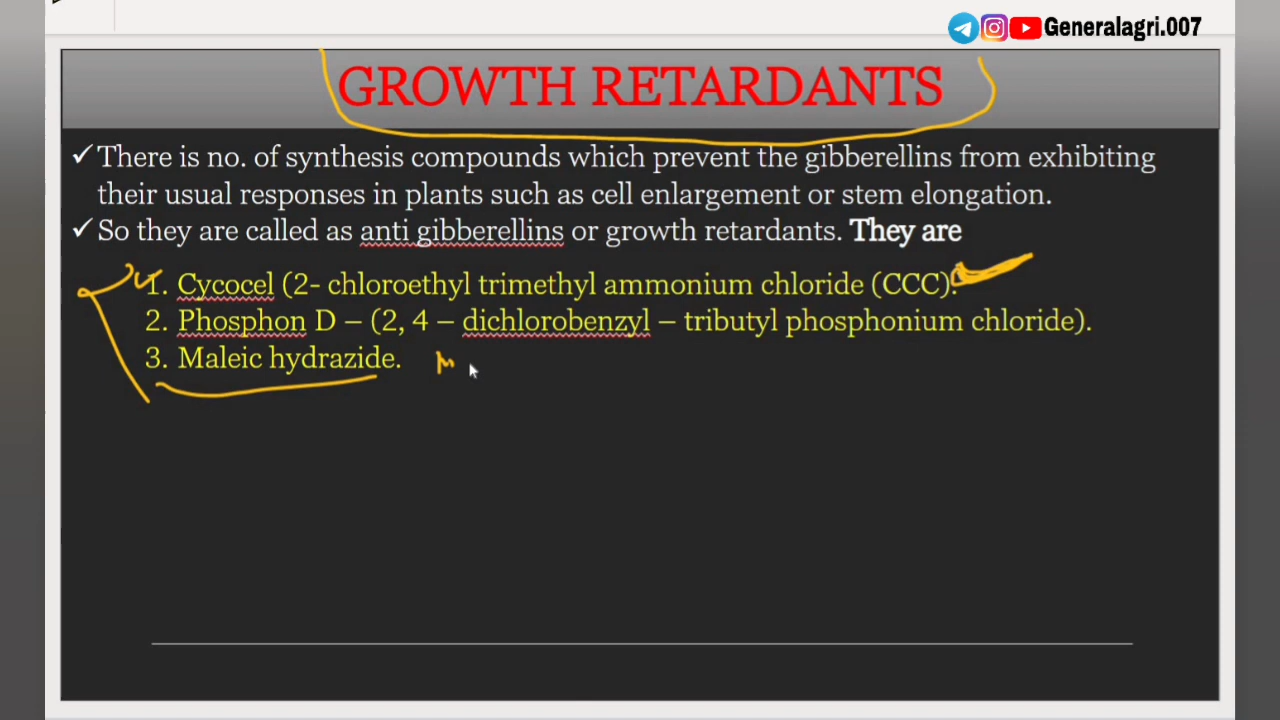 Generalagri.007
GROWTH RETARDANTS
✓ There is no. of synthesis compounds which prevent the gibberellins from exhibiting
their usual responses in plants such as cell enlargement or stem elongation.
✓ So they are called as anti gibberellins or growth retardants. They are
1. Cycocel (2- chloroethyl trimethyl ammonium chloride (CCC).
2. Phosphon D – (2, 4 – dichlorobenzyl – tributyl phosphonium chloride).
3. Maleic hydrazide. M